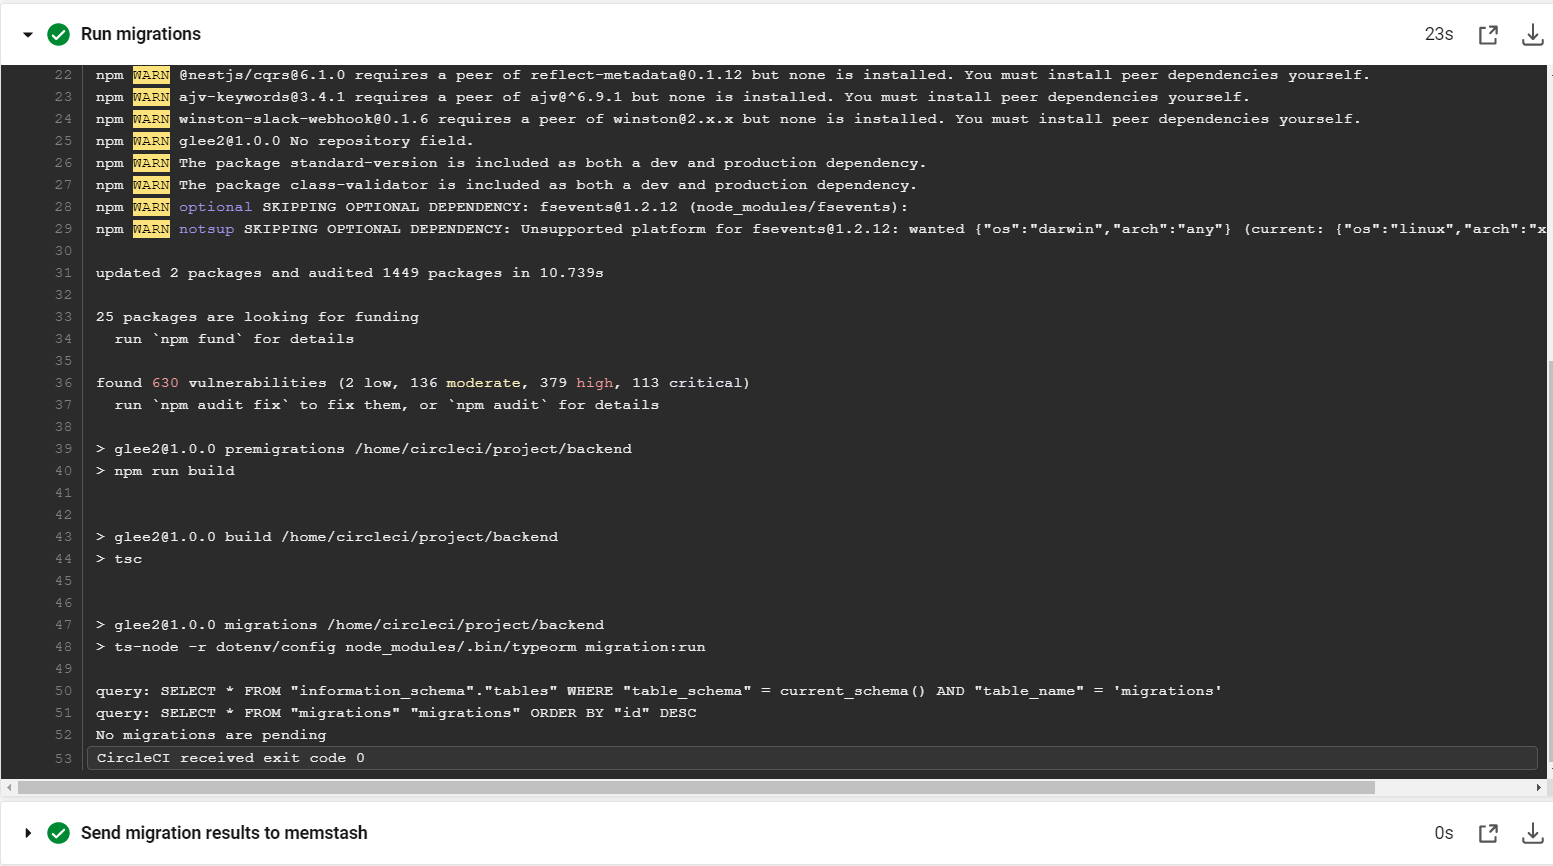 Run migrations
23s
22 npm WARN @nestjs/cqrs@6.1.0 requires a peer of reflect-metadata@0.1.12 but none is installed. You must install peer dependencies yourself.
23 npm WARN ajv-keywords@3.4.1 requires a peer of ajv@^6.9.1 but none is installed. You must install peer dependencies yourself.
24 npm WARN winston-slack-webhook@0.1.6 requires a peer of winston@2.x.x but none is installed. You must install peer dependencies yourself.
25 npm WARN glee2@1.0.0 No repository field.
26 npm WARN The package standard-version is included as both a dev and production dependency.
27 npm WARN The package class-validator is included as both a dev and production dependency.
28 npm WARN optional SKIPPING OPTIONAL DEPENDENCY: fsevents@1.2.12 (node_modules/fsevents):
29 npm WARN notsup SKIPPING OPTIONAL DEPENDENCY: Unsupported platform for fsevents@1.2.12: wanted {"os":"darwin","arch":"any"} (current: {"os":"linux","arch":"x
30
31 updated 2 packages and audited 1449 packages in 10.739s
32
33 25 packages are looking for funding
34 run `npm fund` for details
35
36 found 630 vulnerabilities (2 low, 136 moderate, 379 high, 113 critical)
37 run `npm audit fix` to fix them, or `npm audit` for details
38
39 > glee2@1.0.0 premigrations /home/circleci/project/backend
40 > npm run build
41
42
43 > glee2@1.0.0 build /home/circleci/project/backend
44 > tsc
45
46
47 > glee2@1.0.0 migrations /home/circleci/project/backend
48 > ts-node -r dotenv/config node_modules/.bin/typeorm migration:run
49
50 query: SELECT * FROM "information_schema"."tables" WHERE "table_schema" = current_schema() AND "table_name" = 'migrations'
51 query: SELECT * FROM "migrations" "migrations" ORDER BY "id" DESC
52 No migrations are pending
53 CircleCI received exit code 0
Send migration results to memstash
0s